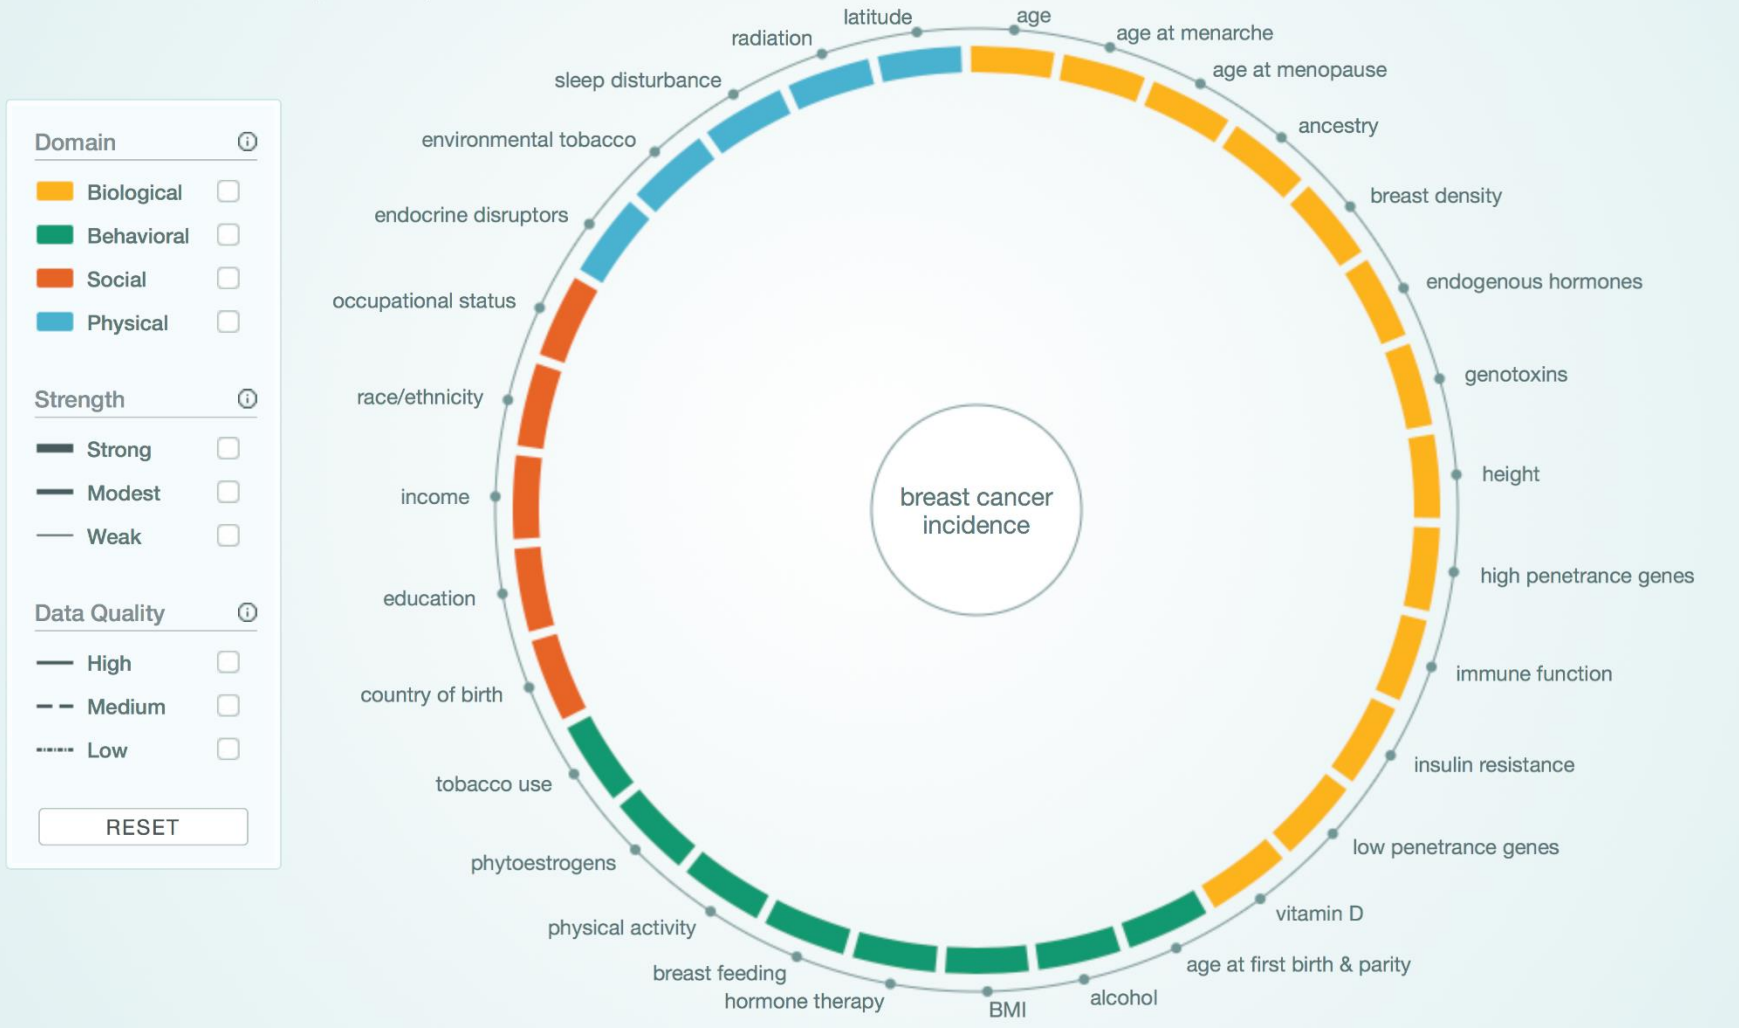 Domain
Biological
Behavioral
Social
Physical
Strength
Strong
Modest
Weak
Data Quality
High
Medium
Low
RESET
age
age at menarche
age at menopause
ancestry
breast density
endogenous hormones
genotoxins
height
high penetrance genes
immune function
insulin resistance
low penetrance genes
vitamin D
age at first birth & parity
alcohol
BMI
hormone therapy
breast feeding
physical activity
phytoestrogens
tobacco use
country of birth
education
income
race/ethnicity
occupational status
endocrine disruptors
environmental tobacco
sleep disturbance
radiation
latitude
breast cancer
incidence